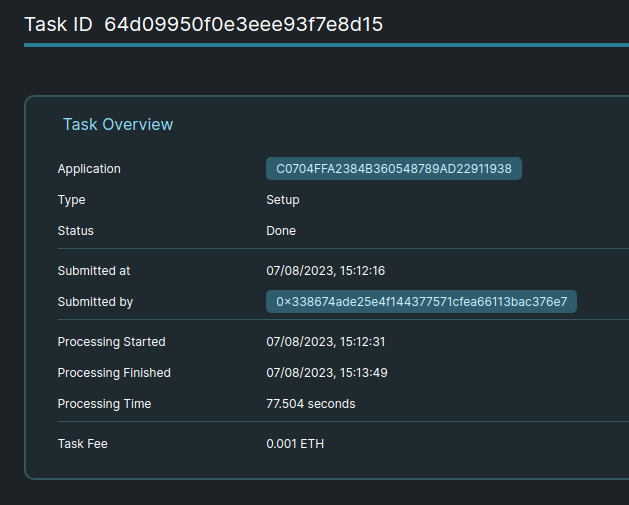 Task ID 64d09950f0e3eee93f7e8d15
Task Overview
Application C0704FFA2384B360548789AD22911938
Type Setup
Status Done
Submitted at 07/08/2023, 15:12:16
Submitted by 0x338674ade25e4f144377571cfea66113bac376e7
Processing Started 07/08/2023, 15:12:31
Processing Finished 07/08/2023, 15:13:49
Processing Time 77.504 seconds
Task Fee 0.001 ETH